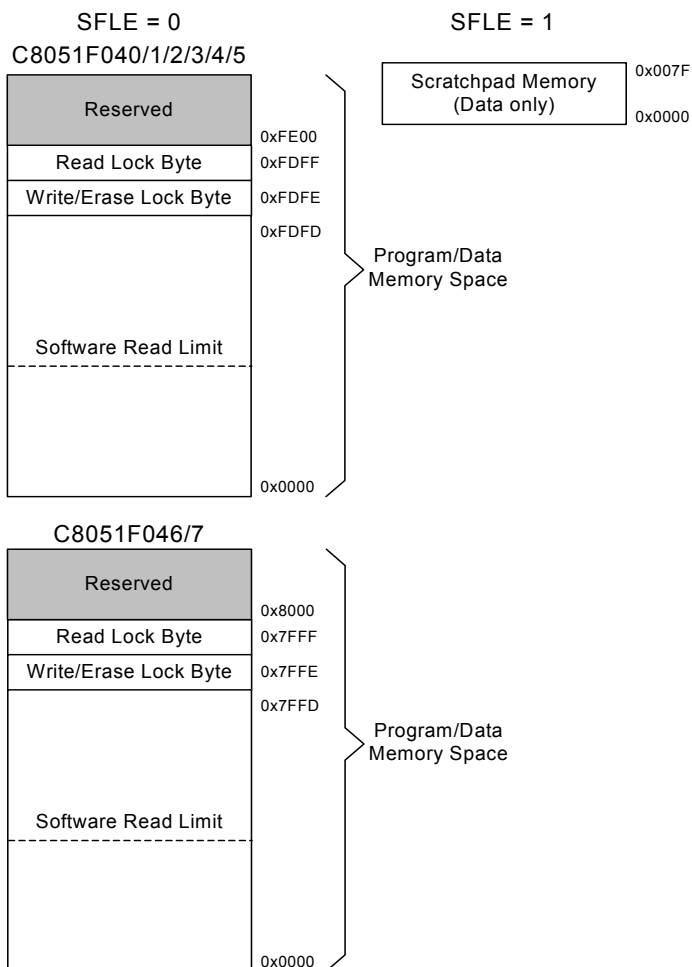 SFLE = 0
SFLE = 1
C8051F040/1/2/3/4/5
Reserved
0xFE00
Read Lock Byte
0xFDFF
Write/Erase Lock Byte
0xFDFE
0xFDFD
Software Read Limit
0x0000
Program/Data
Memory Space
Scratchpad Memory
(Data only)
0x007F
0x0000
C8051F046/7
Reserved
0x8000
Read Lock Byte
0x7FFF
Write/Erase Lock Byte
0x7FFE
0x7FFD
Software Read Limit
0x0000
Program/Data
Memory Space